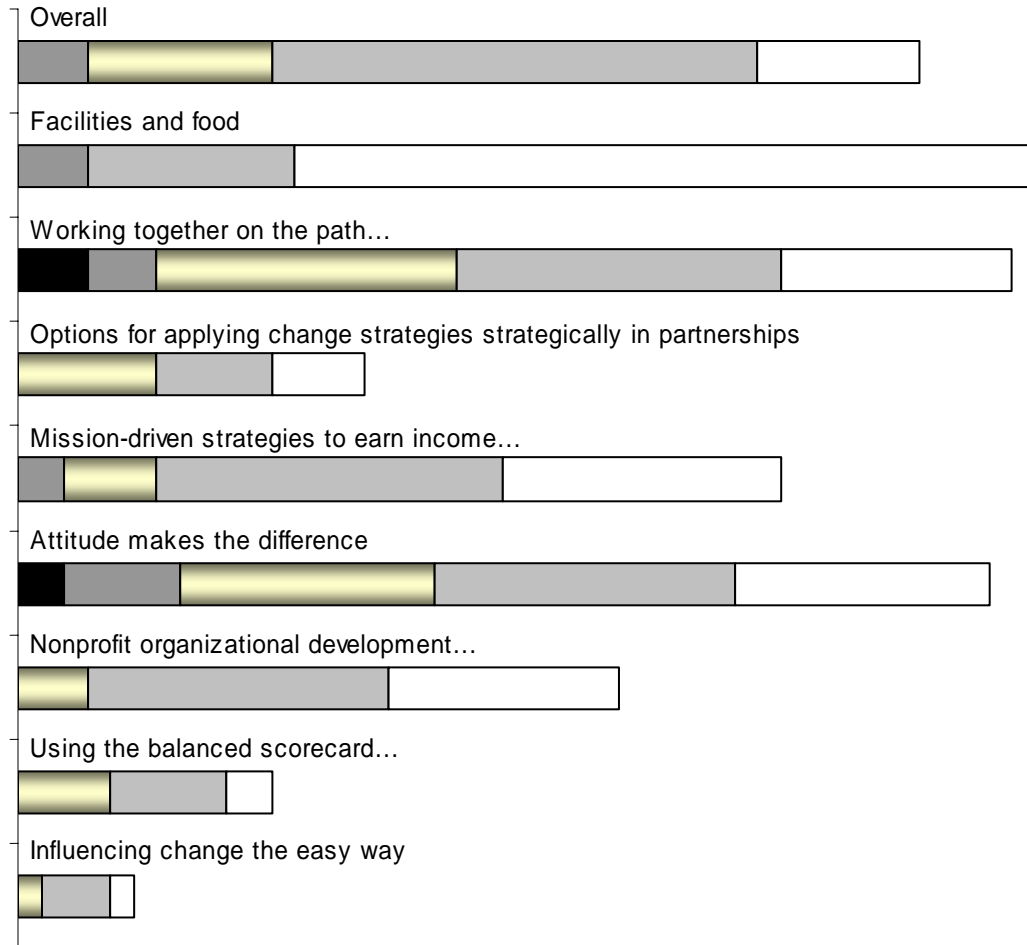 Overall
Facilities and food
Working together on the path…
Options for applying change strategies strategically in partnerships
Mission-driven strategies to earn income…
Attitude makes the difference
Nonprofit organizational development…
Using the balanced scorecard…
Influencing change the easy way